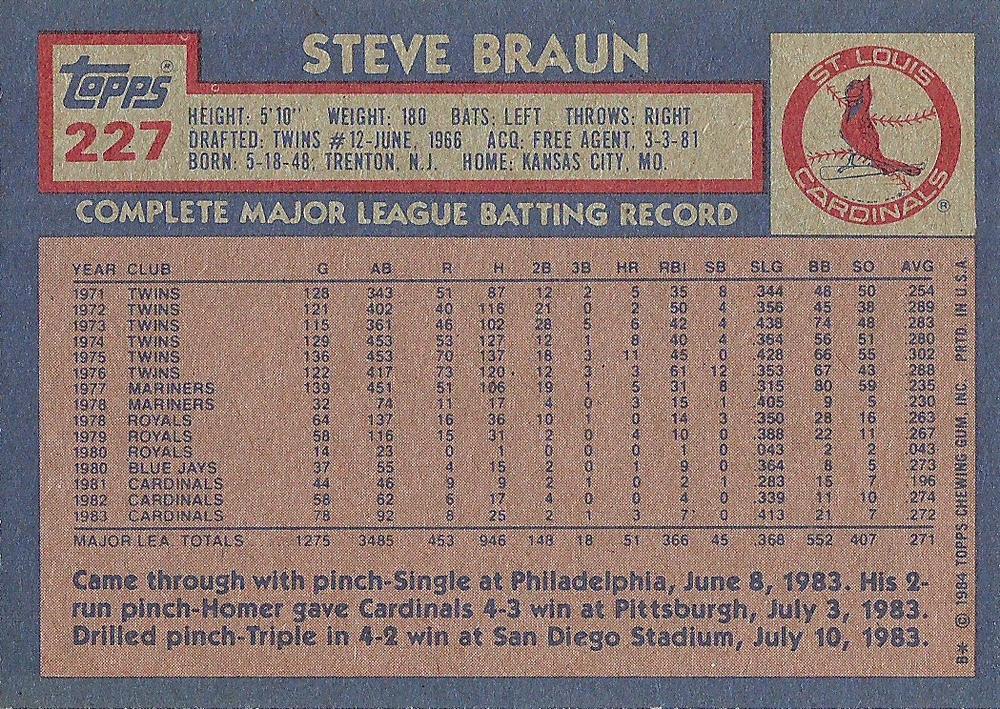 STEVE BRAUN
Topps®
227
HEIGHT: 5'10" WEIGHT: 180 BATS: LEFT THROWS: RIGHT
DRAFTED: TWINS #12-JUNE, 1966 ACQ: FREE AGENT, 3-3-81
BORN: 5-18-48, TRENTON, N.J. HOME: KANSAS CITY, MO.
ST. LOUIS
CARDINALS®
COMPLETE MAJOR LEAGUE BATTING RECORD
YEAR CLUB G AB R H 2B 3B HR RBI SB SLG BB SO AVG
1971 TWINS 128 343 51 87 12 2 5 35 8 .344 48 50 .254
1972 TWINS 121 402 40 116 21 0 2 50 4 .356 45 38 .289
1973 TWINS 115 361 46 102 28 5 6 42 4 .438 74 48 .283
1974 TWINS 129 453 53 127 12 1 8 40 4 .364 56 51 .280
1975 TWINS 136 453 70 137 18 3 11 45 0 .428 66 55 .302
1976 TWINS 122 417 73 120 12 3 3 61 12 .353 67 43 .288
1977 MARINERS 139 451 51 106 19 1 5 31 8 .315 80 59 .235
1978 MARINERS 32 74 11 17 4 0 3 15 1 .405 9 5 .230
1978 ROYALS 64 137 16 36 10 1 0 14 3 .350 28 16 .263
1979 ROYALS 58 116 15 31 2 0 4 10 0 .388 22 11 .267
1980 ROYALS 14 23 0 1 0 0 0 1 0 .043 2 2 .043
1980 BLUE JAYS 37 55 4 15 2 0 1 9 0 .364 8 5 .273
1981 CARDINALS 44 46 9 9 2 1 0 2 1 .283 15 7 .196
1982 CARDINALS 58 62 6 17 4 0 0 4 0 .339 11 10 .274
1983 CARDINALS 78 92 8 25 2 1 3 7 0 .413 21 7 .272
MAJOR LEA. TOTALS 1275 3485 453 946 148 18 51 366 45 .368 552 407 .271
Came through with pinch-Single at Philadelphia, June 8, 1983. His 2-
run pinch-Homer gave Cardinals 4-3 win at Pittsburgh, July 3, 1983.
Drilled pinch-Triple in 4-2 win at San Diego Stadium, July 10, 1983.
B* © 1984 TOPPS CHEWING GUM, INC. PRTD. IN U.S.A.